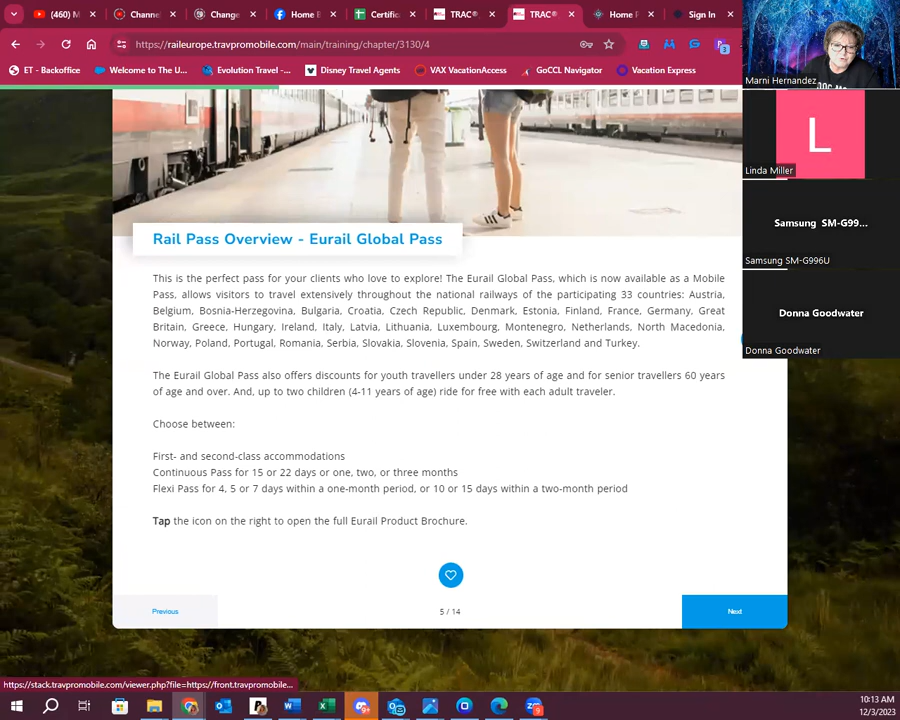 (460) M
Channel
Change
Home E
Certific
TRAC®
TRAC®
Home P
Sign In
https://raileurope.travpromobile.com/main/training/chapter/3130/4
3
ET - Backoffice
Welcome to The U...
Evolution Travel -...
Disney Travel Agents
VAX VacationAccess
GoCCL Navigator
Vacation Express
Marni Hernandez
L
Linda Miller
Samsung SM-G99...
Samsung SM-G996U
Donna Goodwater
Donna Goodwater
Rail Pass Overview - Eurail Global Pass
This is the perfect pass for your clients who love to explore! The Eurail Global Pass, which is now available as a Mobile
Pass, allows visitors to travel extensively throughout the national railways of the participating 33 countries: Austria,
Belgium, Bosnia-Herzegovina, Bulgaria, Croatia, Czech Republic, Denmark, Estonia, Finland, France, Germany, Great
Britain, Greece, Hungary, Ireland, Italy, Latvia, Lithuania, Luxembourg, Montenegro, Netherlands, North Macedonia,
Norway, Poland, Portugal, Romania, Serbia, Slovakia, Slovenia, Spain, Sweden, Switzerland and Turkey.
The Eurail Global Pass also offers discounts for youth travellers under 28 years of age and for senior travellers 60 years
of age and over. And, up to two children (4-11 years of age) ride for free with each adult traveler.
Choose between:
First- and second-class accommodations
Continuous Pass for 15 or 22 days or one, two, or three months
Flexi Pass for 4, 5 or 7 days within a one-month period, or 10 or 15 days within a two-month period
Tap the icon on the right to open the full Eurail Product Brochure.
Previous
5 / 14
Next
https://stack.travpromobile.com/viewer.php?file=https://front.travpromobile...
10:13 AM
12/3/2023